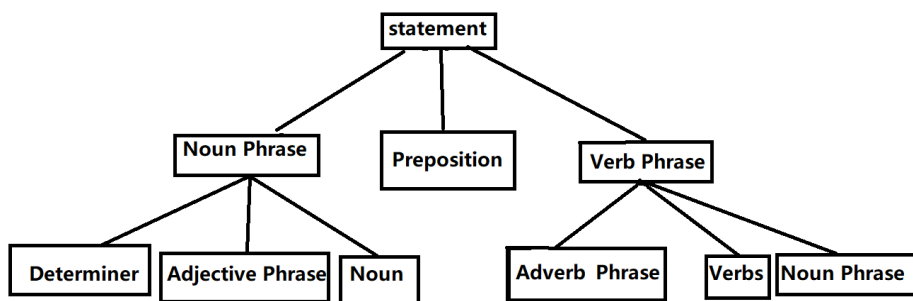 statement
Noun Phrase
Preposition
Verb Phrase
Determiner
Adjective Phrase
Noun
Adverb Phrase
Verbs
Noun Phrase